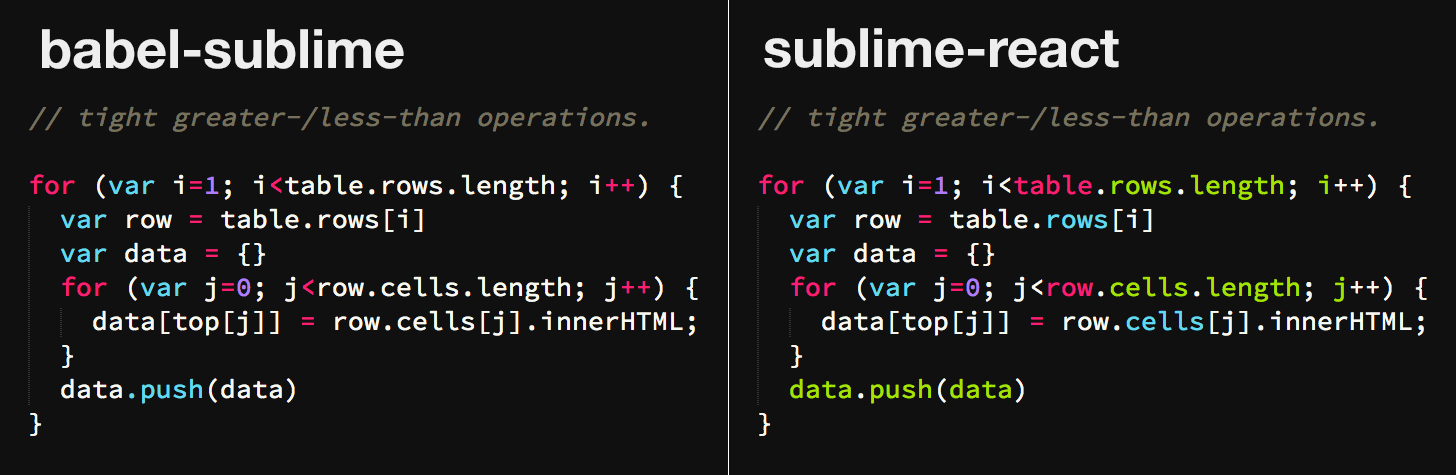 babel-sublime
// tight greater-/less-than operations.
for (var i=1; i<table.rows.length; i++) {
  var row = table.rows[i]
  var data = {}
  for (var j=0; j<row.cells.length; j++) {
    data[top[j]] = row.cells[j].innerHTML;
  }
  data.push(data)
}
sublime-react
// tight greater-/less-than operations.
for (var i=1; i<table.rows.length; i++) {
  var row = table.rows[i]
  var data = {}
  for (var j=0; j<row.cells.length; j++) {
    data[top[j]] = row.cells[j].innerHTML;
  }
  data.push(data)
}